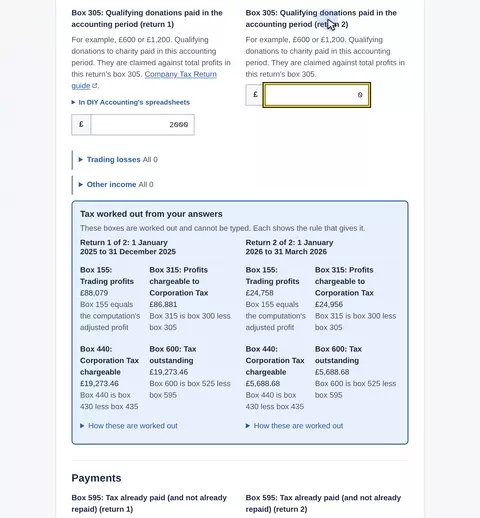 Box 305: Qualifying donations paid in the
accounting period (return 1)
For example, £600 or £1,200. Qualifying
donations to charity paid in this accounting
period. They are claimed against total profits in
this return's box 305. Company Tax Return
guide
In DIY Accounting's spreadsheets
£ 2000
Box 305: Qualifying donations paid in the
accounting period (return 2)
For example, £600 or £1,200. Qualifying
donations to charity paid in this accounting
period. They are claimed against total profits in
this return's box 305.
£ 0
Trading losses All 0
Other income All 0
Tax worked out from your answers
These boxes are worked out and cannot be typed. Each shows the rule that gives it.
Return 1 of 2: 1 January
2025 to 31 December 2025
Box 155:
Trading profits
£88,079
Box 155 equals
the computation's
adjusted profit
Box 315: Profits
chargeable to
Corporation Tax
£86,881
Box 315 is box 300 less
box 305
Box 440:
Corporation Tax
chargeable
£19,273.46
Box 440 is box
430 less box 435
Box 600: Tax
outstanding
£19,273.46
Box 600 is box 525 less
box 595
How these are worked out
Return 2 of 2: 1 January
2026 to 31 March 2026
Box 155:
Trading profits
£24,758
Box 155 equals
the computation's
adjusted profit
Box 315: Profits
chargeable to
Corporation Tax
£24,956
Box 315 is box 300 less
box 305
Box 440:
Corporation Tax
chargeable
£5,688.68
Box 440 is box
430 less box 435
Box 600: Tax
outstanding
£5,688.68
Box 600 is box 525 less
box 595
How these are worked out
Payments
Box 595: Tax already paid (and not already
repaid) (return 1)
Box 595: Tax already paid (and not already
repaid) (return 2)